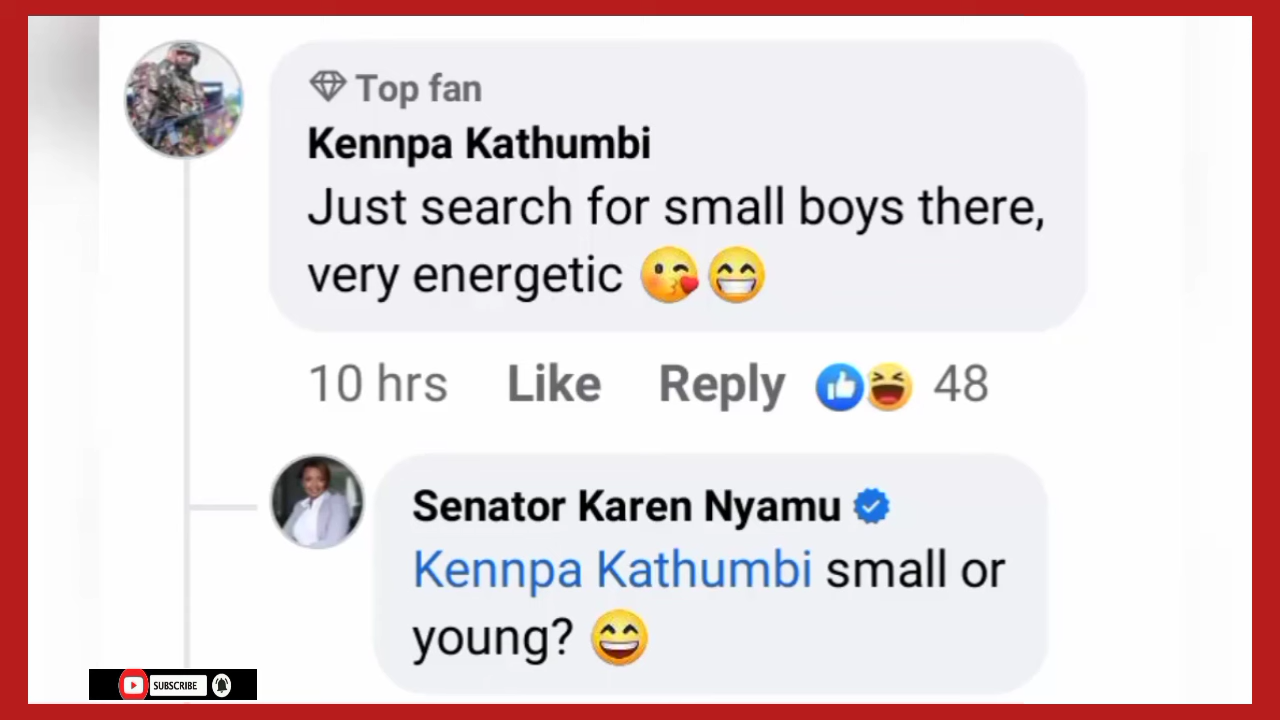 Top fan
Kennpa Kathumbi
Just search for small boys there,
very energetic 😘😁
10 hrs Like Reply 48
Senator Karen Nyamu
Kennpa Kathumbi small or
young? 😄
SUBSCRIBE